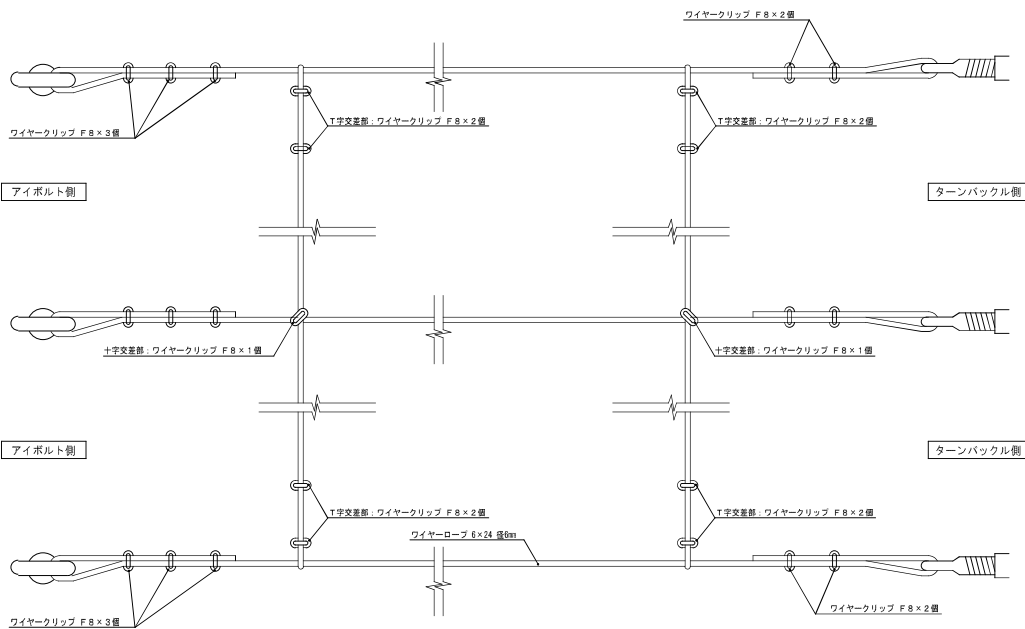 ワイヤークリップ F8×2個
ワイヤークリップ F8×3個
T字交差部:ワイヤークリップ F8×2個
T字交差部:ワイヤークリップ F8×2個
アイボルト側
ターンバックル側
十字交差部:ワイヤークリップ F8×1個
十字交差部:ワイヤークリップ F8×1個
アイボルト側
ターンバックル側
T字交差部:ワイヤークリップ F8×2個
T字交差部:ワイヤークリップ F8×2個
ワイヤーロープ 6×24 径6mm
ワイヤークリップ F8×3個
ワイヤークリップ F8×2個